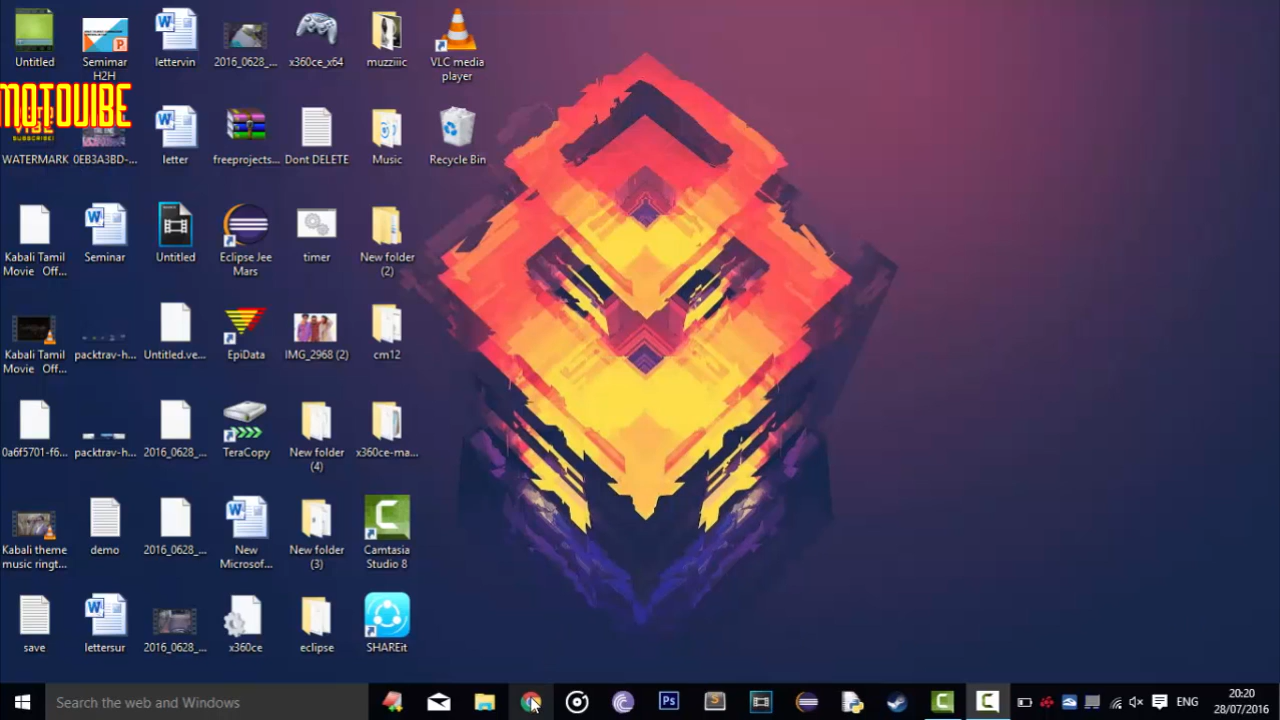 Untitled
Semimar
H2H
lettervin
2016_0628_...
x360ce_x64
muzziiic
VLC media
player
MOTOVIBE
SUBSCRIBE!
WATERMARK
0EB3A3BD-...
letter
freeprojects...
Dont DELETE
Music
Recycle Bin
Kabali Tamil
Movie Off...
Seminar
Untitled
Eclipse Jee
Mars
timer
New folder
(2)
Kabali Tamil
Movie Off...
packtrav-h...
Untitled.ve...
EpiData
IMG_2968 (2)
cm12
0a6f5701-f6...
packtrav-h...
2016_0628_...
TeraCopy
New folder
(4)
x360ce-ma...
Kabali theme
music ringt...
demo
2016_0628_...
New
Microsof...
New folder
(3)
Camtasia
Studio 8
save
lettersur
2016_0628_...
x360ce
eclipse
SHAREit
Search the web and Windows
Ps
ENG
20:20
28/07/2016